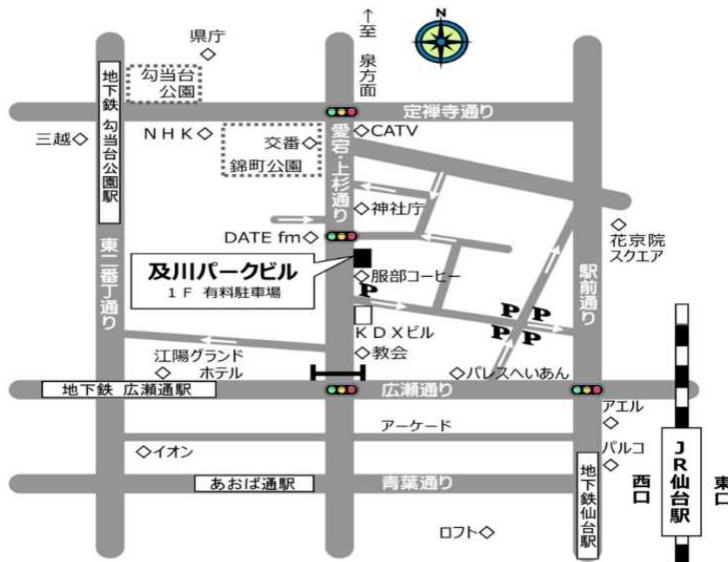 ↑至 泉方面
県庁
勾当台
公園
地下鉄 勾当台公園駅
定禅寺通り
三越
NHK
交番
錦町公園
CATV
愛宕・上杉通り
神社庁
DATE fm
花京院
スクエア
及川パークビル
1F 有料駐車場
服部コーヒー
東二番丁通り
駅前通り
P
P P
P P
KDXビル
教会
江陽グランド
ホテル
パレスへいあん
地下鉄 広瀬通駅
広瀬通り
アエル
アーケード
パルコ
イオン
JR仙台駅
西口
東口
地下鉄仙台駅
あおば通駅
青葉通り
ロフト